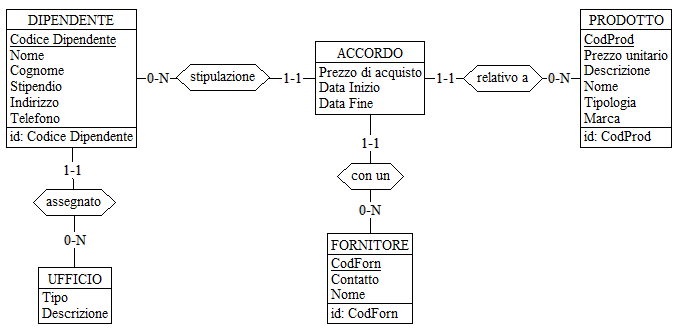 DIPENDENTE
Codice Dipendente
Nome
Cognome
Stipendio
Indirizzo
Telefono
id: Codice Dipendente
0-N
stipulazione
1-1
ACCORDO
Prezzo di acquisto
Data Inizio
Data Fine
1-1
relativo a
0-N
PRODOTTO
CodProd
Prezzo unitario
Descrizione
Nome
Tipologia
Marca
id: CodProd
1-1
assegnato
0-N
UFFICIO
Tipo
Descrizione
1-1
con un
0-N
FORNITORE
CodForn
Contatto
Nome
id: CodForn